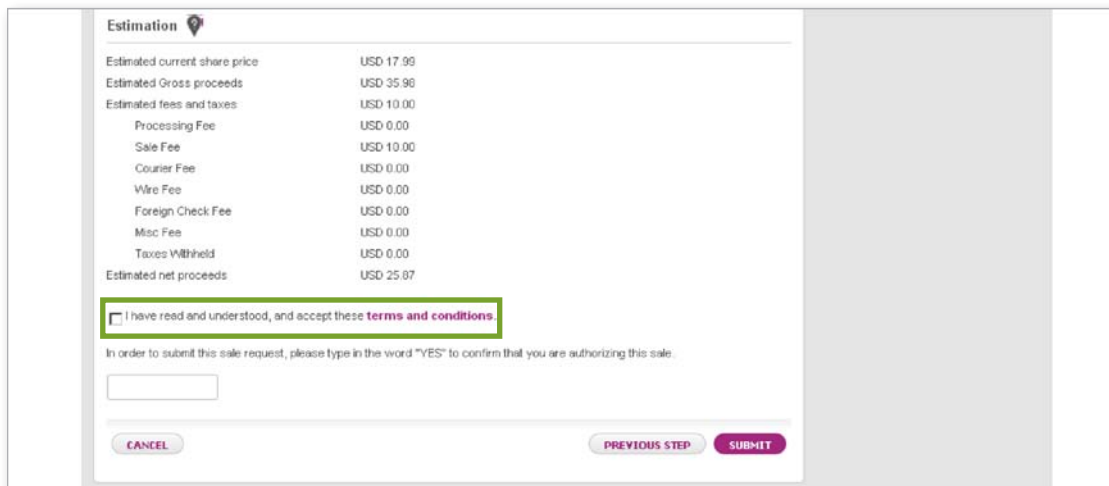 Estimation
Estimated current share price USD 17.99
Estimated Gross proceeds USD 35.98
Estimated fees and taxes USD 10.00
Processing Fee USD 0.00
Sale Fee USD 10.00
Courier Fee USD 0.00
Wire Fee USD 0.00
Foreign Check Fee USD 0.00
Misc Fee USD 0.00
Taxes Withheld USD 0.00
Estimated net proceeds USD 25.87
I have read and understood, and accept these terms and conditions.
In order to submit this sale request, please type in the word "YES" to confirm that you are authorizing this sale.
CANCEL PREVIOUS STEP SUBMIT